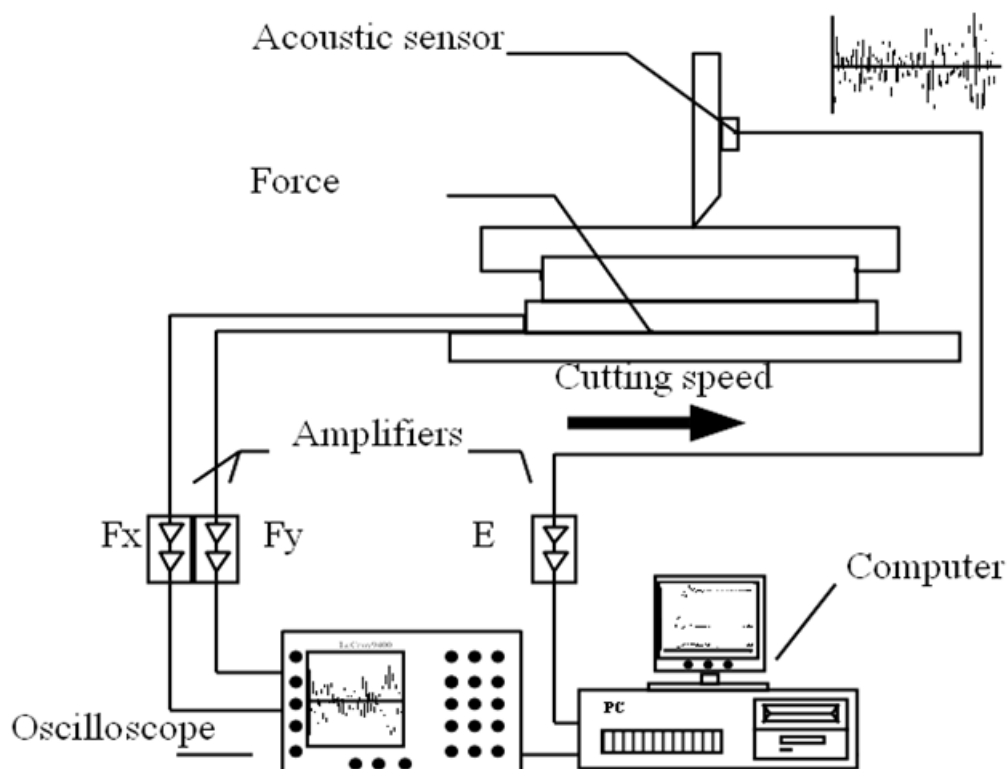 Acoustic sensor
Force
Cutting speed
Amplifiers
Fx
Fy
E
Computer
PC
Oscilloscope